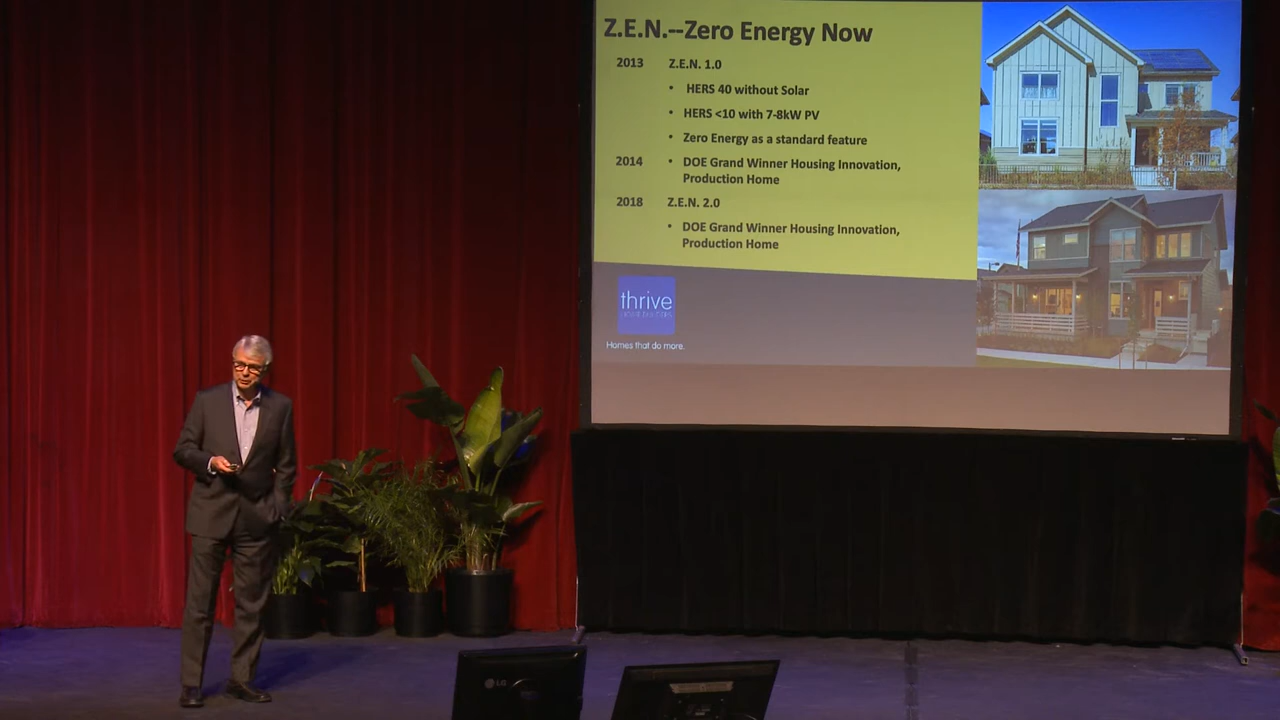 Z.E.N.--Zero Energy Now
2013 Z.E.N. 1.0
• HERS 40 without Solar
• HERS <10 with 7-8kW PV
• Zero Energy as a standard feature
2014 • DOE Grand Winner Housing Innovation,
Production Home
2018 Z.E.N. 2.0
• DOE Grand Winner Housing Innovation,
Production Home
thrive
Homes that do more.
LG